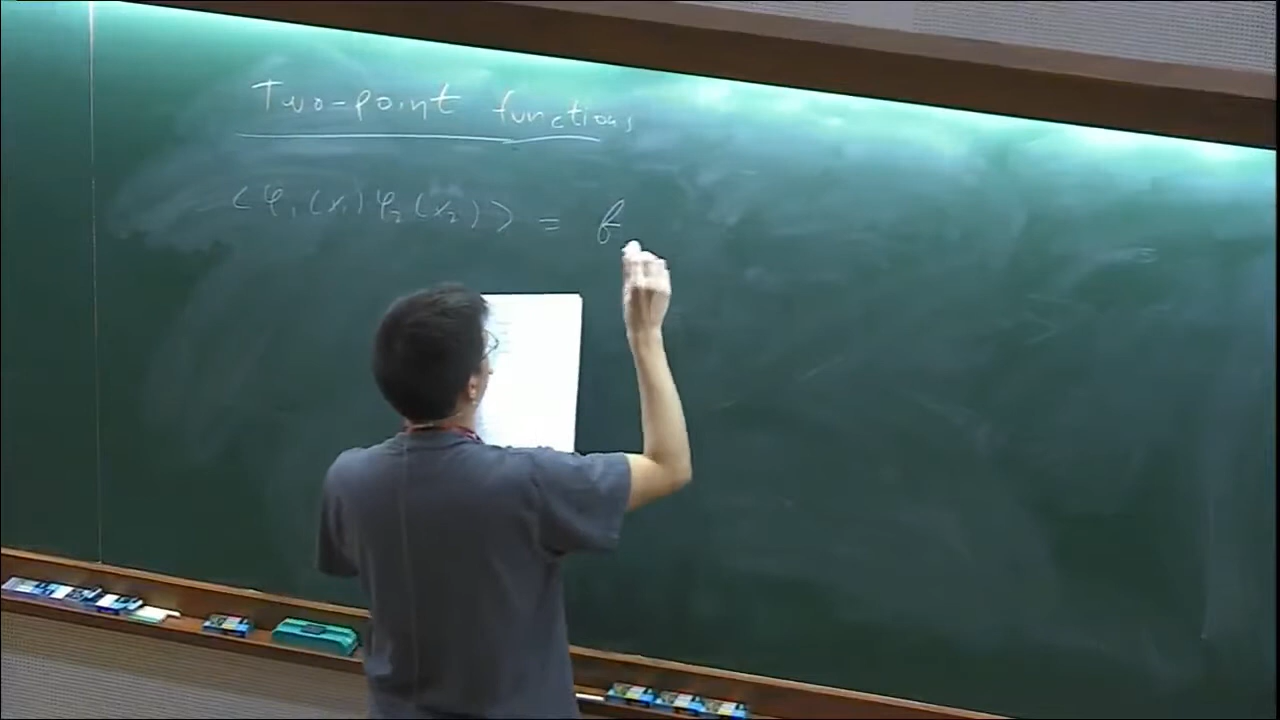 Two-point functions
<φ₁(x₁)φ₂(x₂)> = f